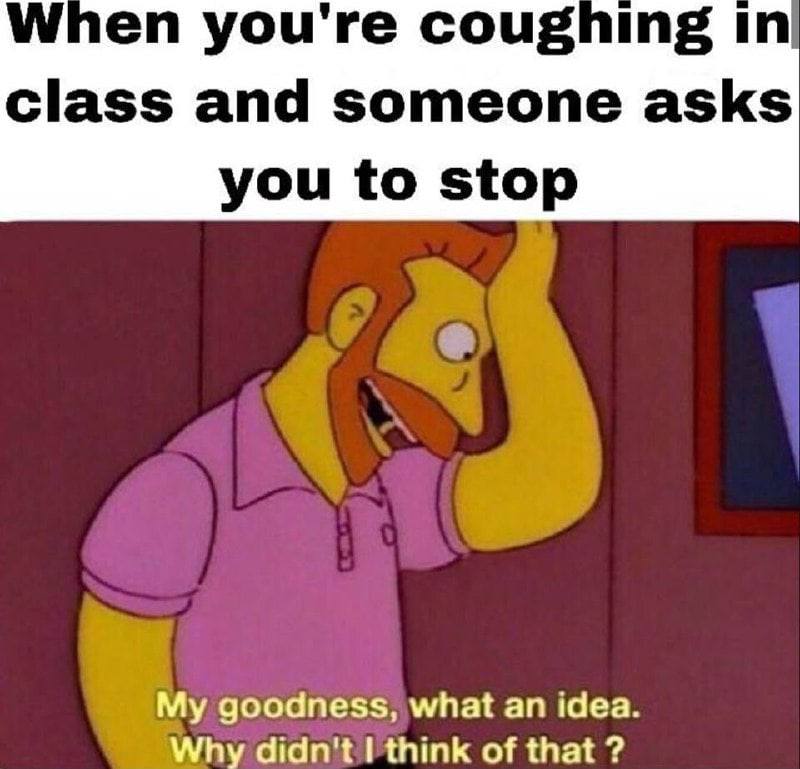 When you're coughing in
class and someone asks
you to stop
My goodness, what an idea.
Why didn't I think of that ?